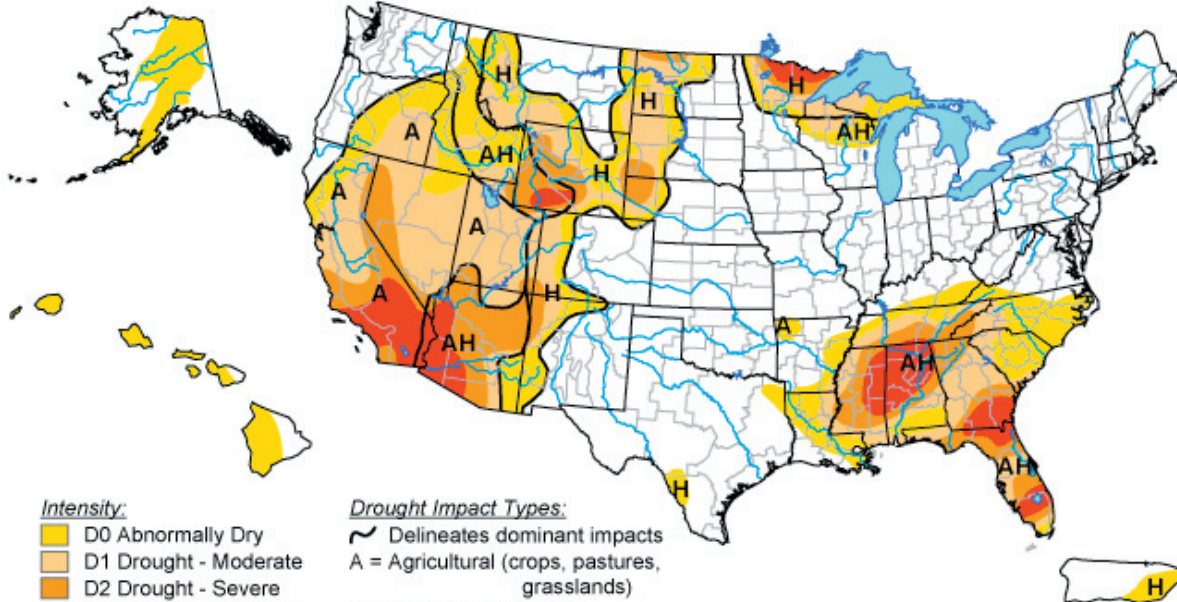 H
H
H
AH
A
AH
H
A
A
H
A
A
AH
AH
H
AH
H
Intensity:
D0 Abnormally Dry
D1 Drought - Moderate
D2 Drought - Severe
Drought Impact Types:
Delineates dominant impacts
A = Agricultural (crops, pastures,
grasslands)
H